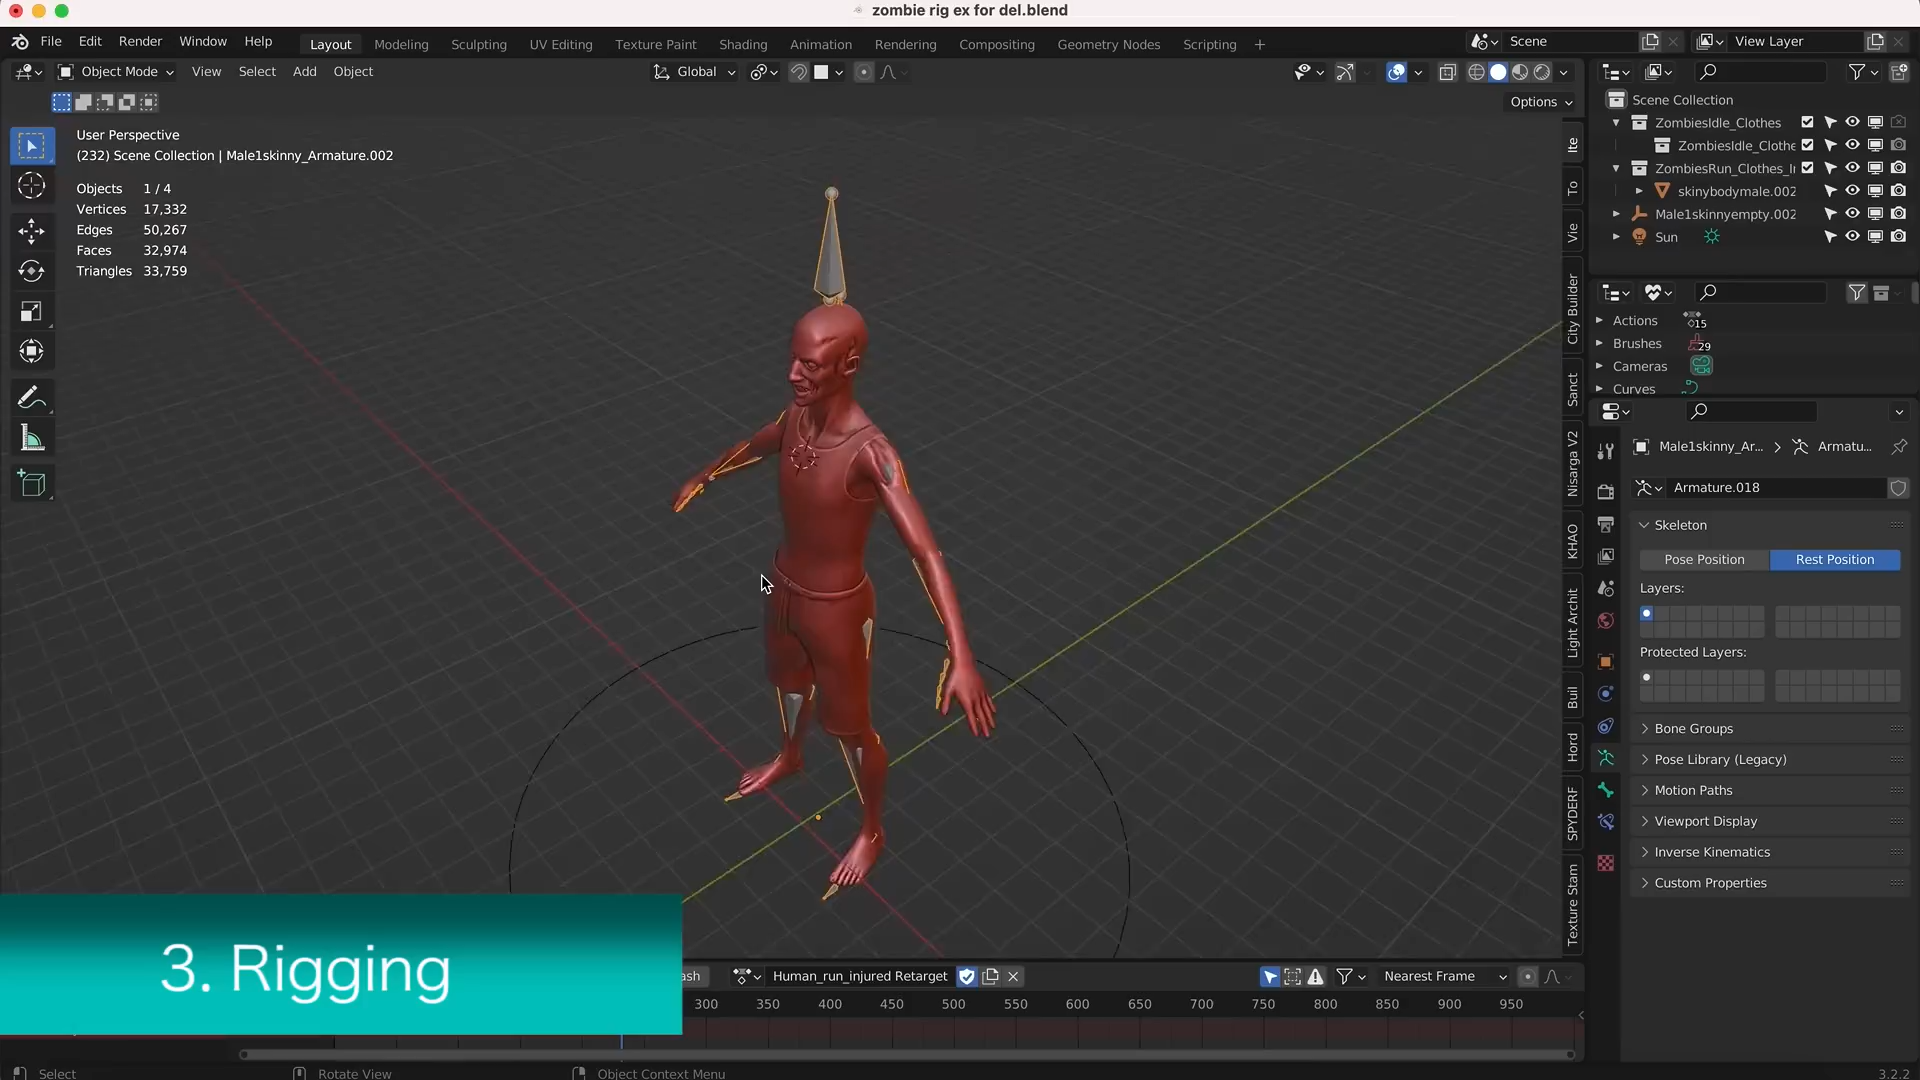 zombie rig ex for del.blend
File Edit Render Window Help Layout Modeling Sculpting UV Editing Texture Paint Shading Animation Rendering Compositing Geometry Nodes Scripting + Scene View Layer
Object Mode View Select Add Object Global
Options
User Perspective
(232) Scene Collection | Male1skinny_Armature.002
Objects 1 / 4
Vertices 17,332
Edges 50,267
Faces 32,974
Triangles 33,759
Ite
To
Vie
City Builder
Sanct
Nisarga V2
KHAO
Light Archit
Buil
Hord
SPYDERF
Texture Stam
Scene Collection
ZombiesIdle_Clothes
ZombiesIdle_Clothe
ZombiesRun_Clothes_I
skinybodymale.002
Male1skinnyempty.002
Sun
Actions 15
Brushes 29
Cameras
Curves
Male1skinny_Ar... > Armatu...
Armature.018
Skeleton
Pose Position Rest Position
Layers:
Protected Layers:
Bone Groups
Pose Library (Legacy)
Motion Paths
Viewport Display
Inverse Kinematics
Custom Properties
3. Rigging
ash Human_run_injured Retarget Nearest Frame
300 350 400 450 500 550 600 650 700 750 800 850 900 950
Select Rotate View Object Context Menu 3.2.2